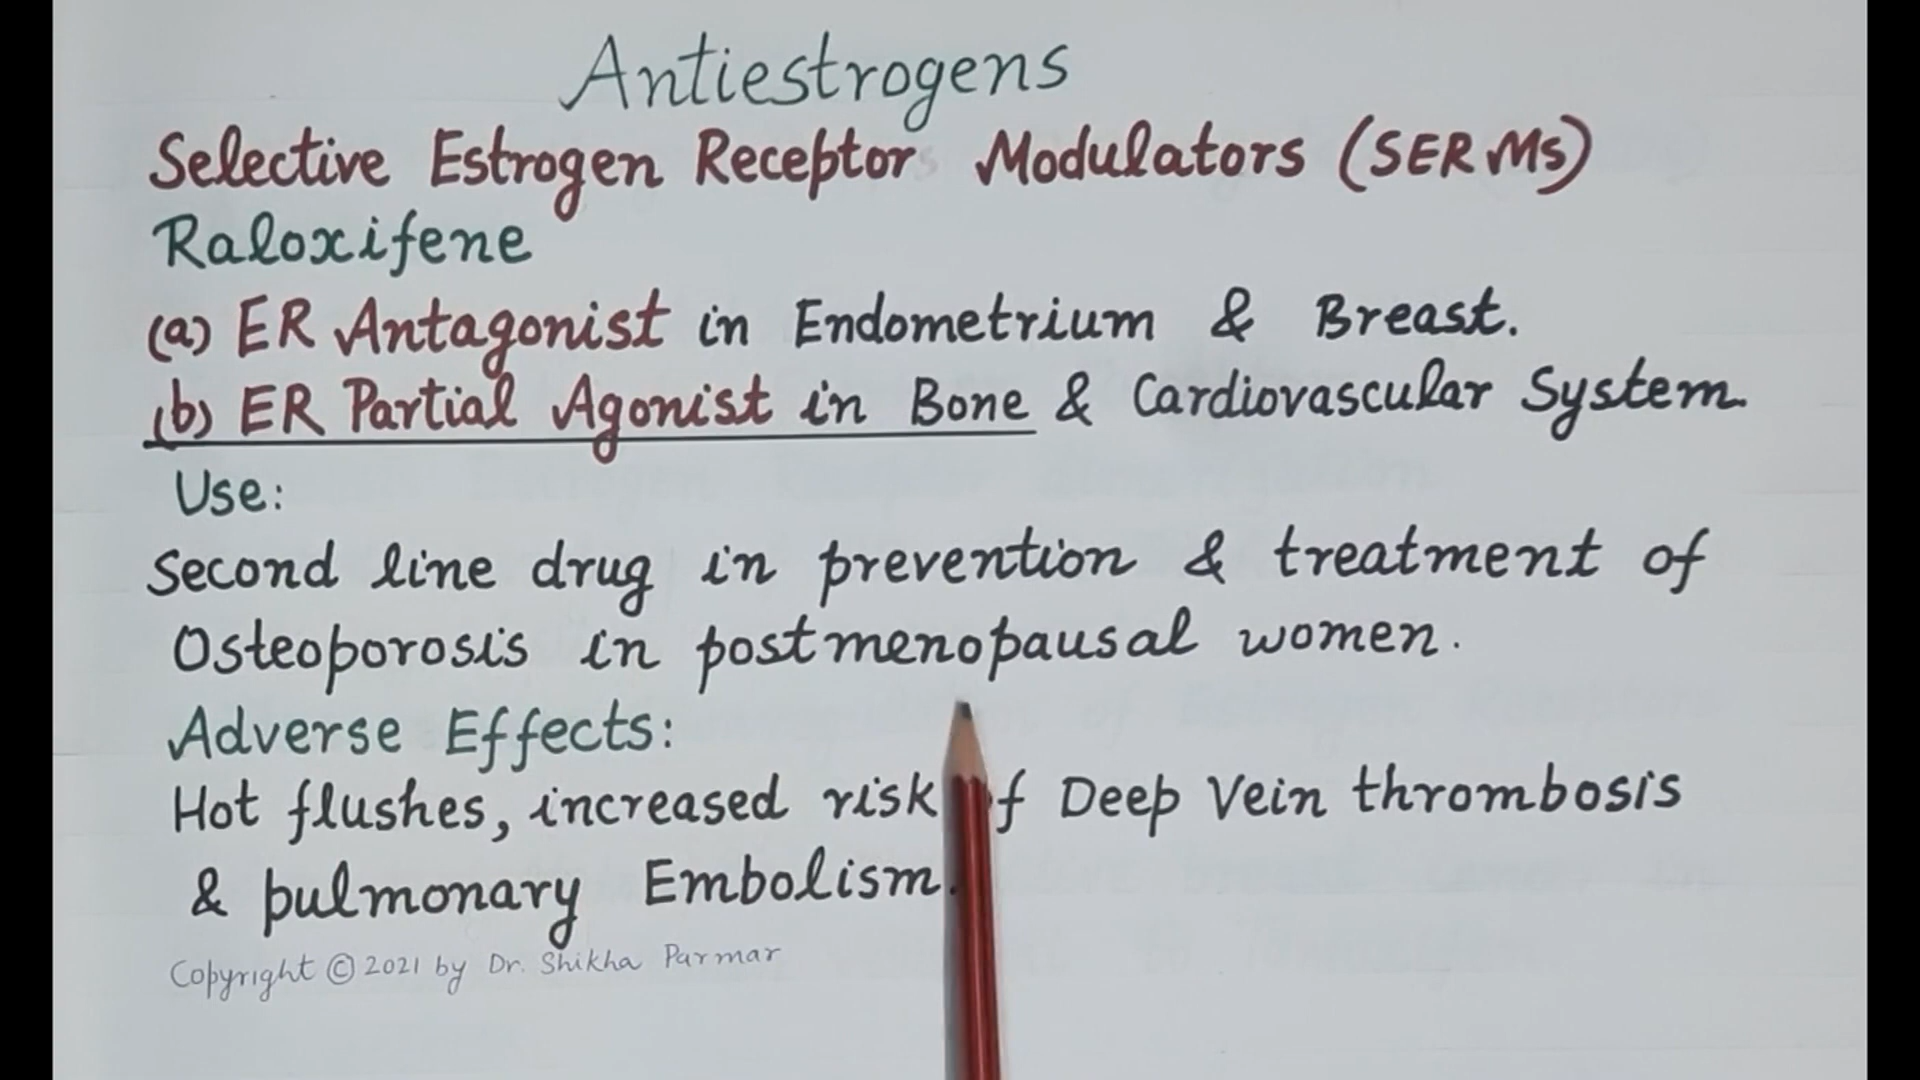 Antiestrogens
Selective Estrogen Receptor Modulators (SERMs)
Raloxifene
(a) ER Antagonist in Endometrium & Breast.
(b) ER Partial Agonist in Bone & Cardiovascular System.
Use:
Second line drug in prevention & treatment of
Osteoporosis in postmenopausal women.
Adverse Effects:
Hot flushes, increased risk of Deep Vein thrombosis
& pulmonary Embolism.
Copyright © 2021 by Dr. Shikha Parmar